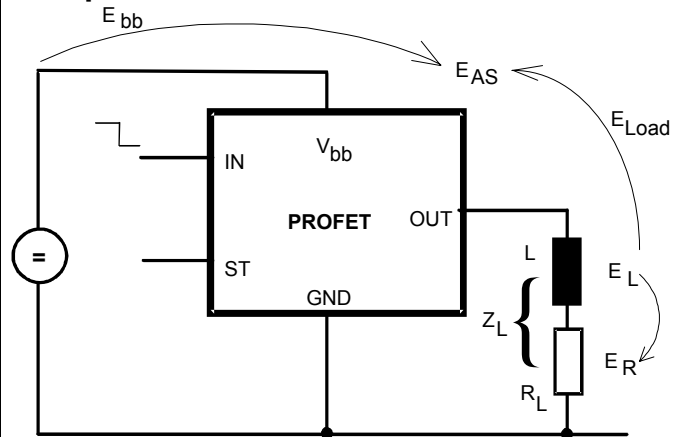 E bb
E AS
E Load
V bb
IN
PROFET
OUT
ST
GND
L
E L
Z L
{
E R
R L
=